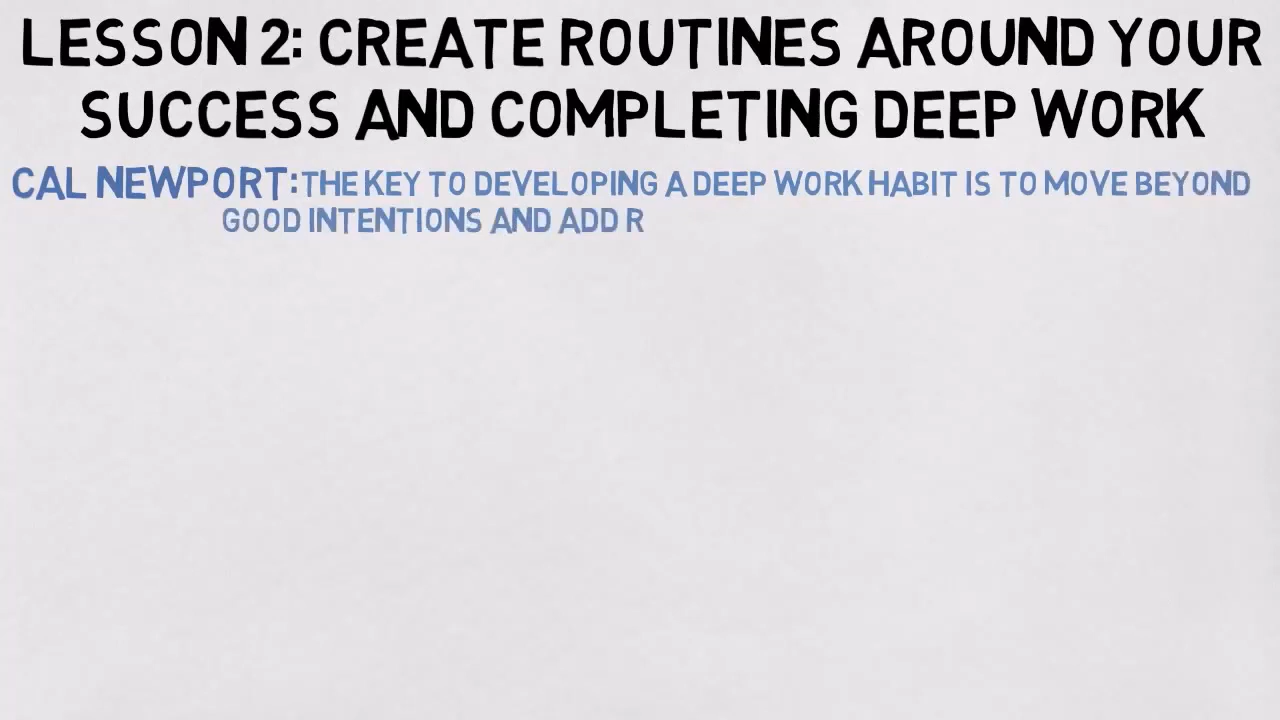 LESSON 2: CREATE ROUTINES AROUND YOUR
SUCCESS AND COMPLETING DEEP WORK
CAL NEWPORT: THE KEY TO DEVELOPING A DEEP WORK HABIT IS TO MOVE BEYOND
GOOD INTENTIONS AND ADD R